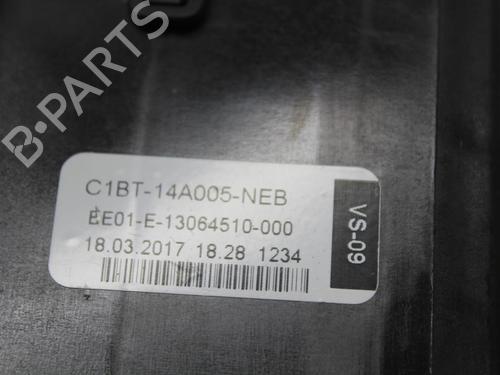 B-PARTS
C1BT-14A005-NEB
EE01-E-13064510-000
18.03.2017 18.28 1234
VS-09